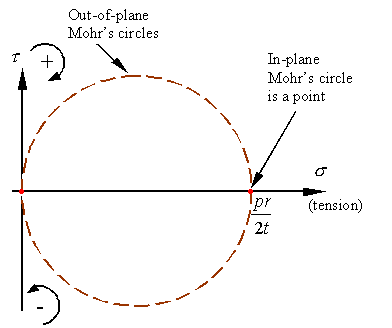 Out-of-plane
Mohr's circles
τ
+
In-plane
Mohr's circle
is a point
σ
(tension)
pr
2t
-